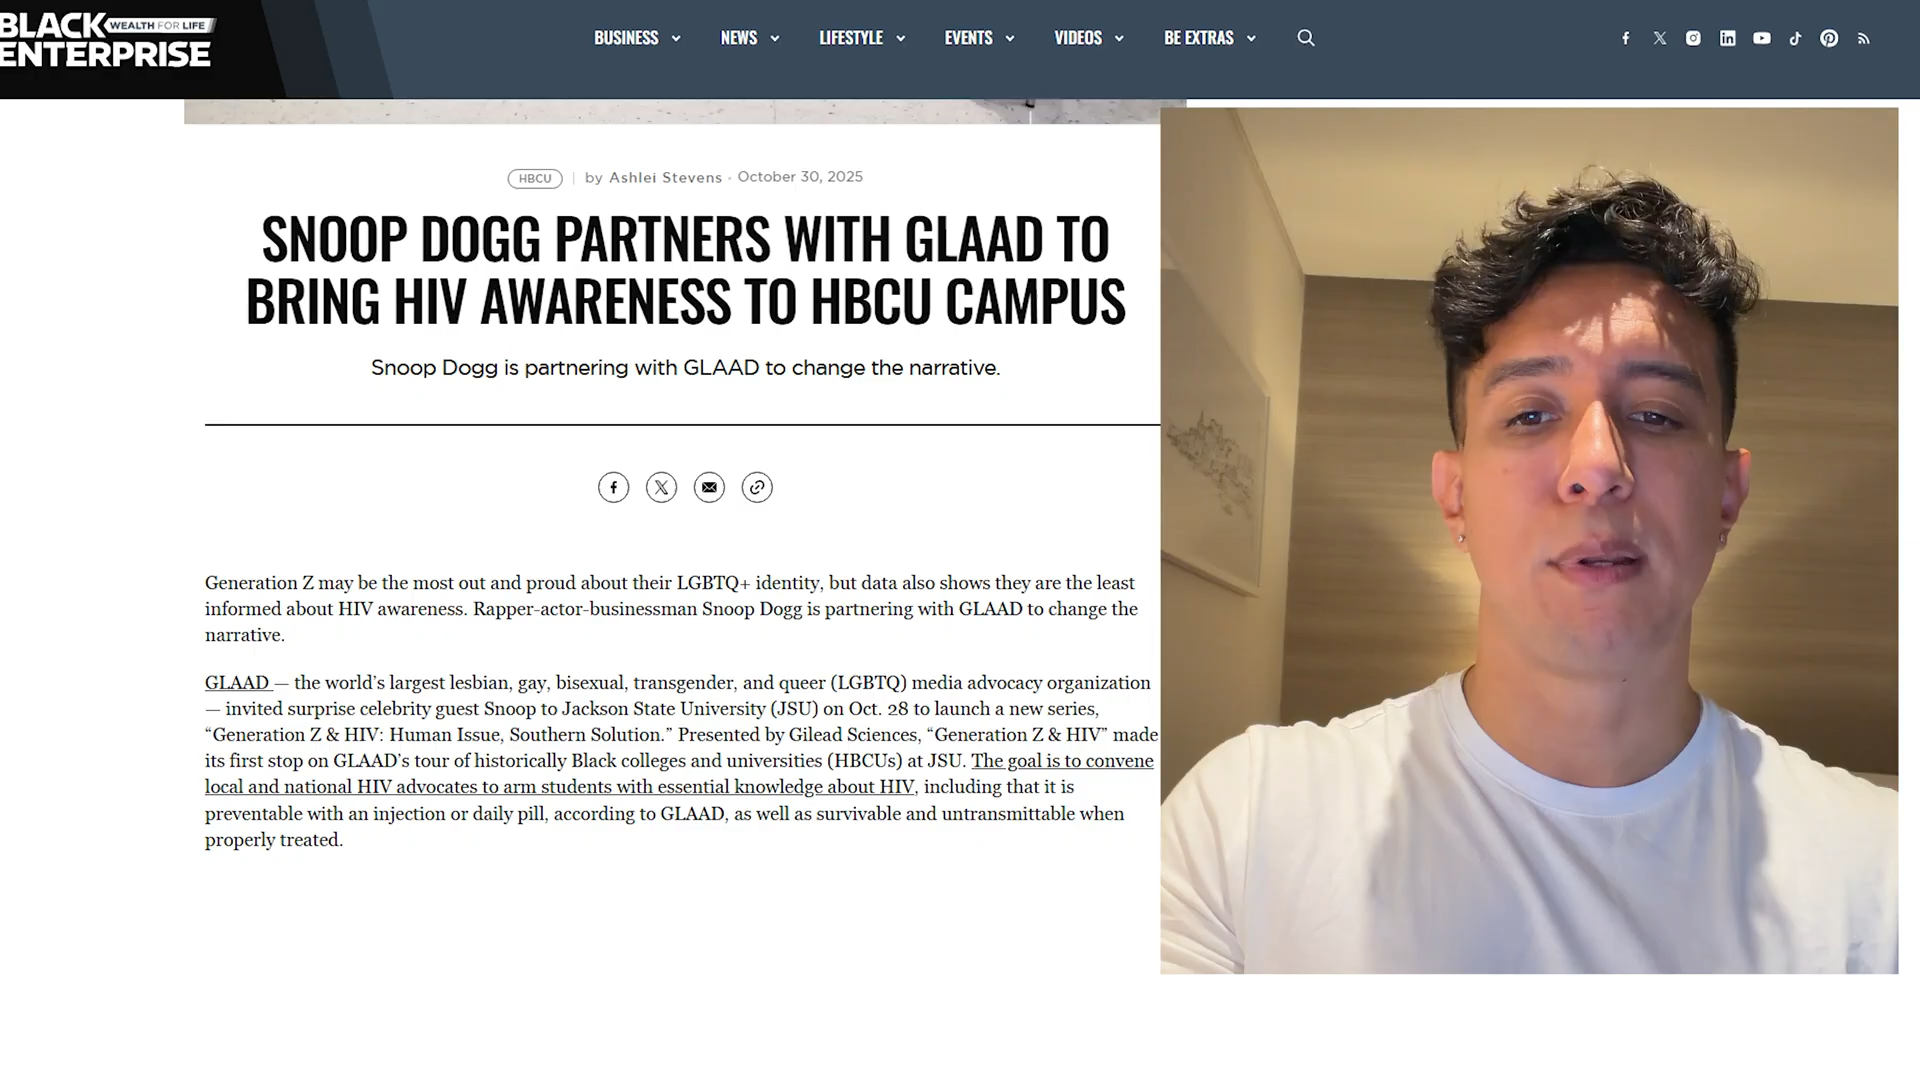 BLACK WEALTH FOR LIFE
ENTERPRISE
BUSINESS NEWS LIFESTYLE EVENTS VIDEOS BE EXTRAS
HBCU | by Ashlei Stevens - October 30, 2025
SNOOP DOGG PARTNERS WITH GLAAD TO
BRING HIV AWARENESS TO HBCU CAMPUS
Snoop Dogg is partnering with GLAAD to change the narrative.
Generation Z may be the most out and proud about their LGBTQ+ identity, but data also shows they are the least
informed about HIV awareness. Rapper-actor-businessman Snoop Dogg is partnering with GLAAD to change the
narrative.
GLAAD — the world’s largest lesbian, gay, bisexual, transgender, and queer (LGBTQ) media advocacy organization
— invited surprise celebrity guest Snoop to Jackson State University (JSU) on Oct. 28 to launch a new series,
“Generation Z & HIV: Human Issue, Southern Solution.” Presented by Gilead Sciences, “Generation Z & HIV” made
its first stop on GLAAD’s tour of historically Black colleges and universities (HBCUs) at JSU. The goal is to convene
local and national HIV advocates to arm students with essential knowledge about HIV, including that it is
preventable with an injection or daily pill, according to GLAAD, as well as survivable and untransmittable when
properly treated.